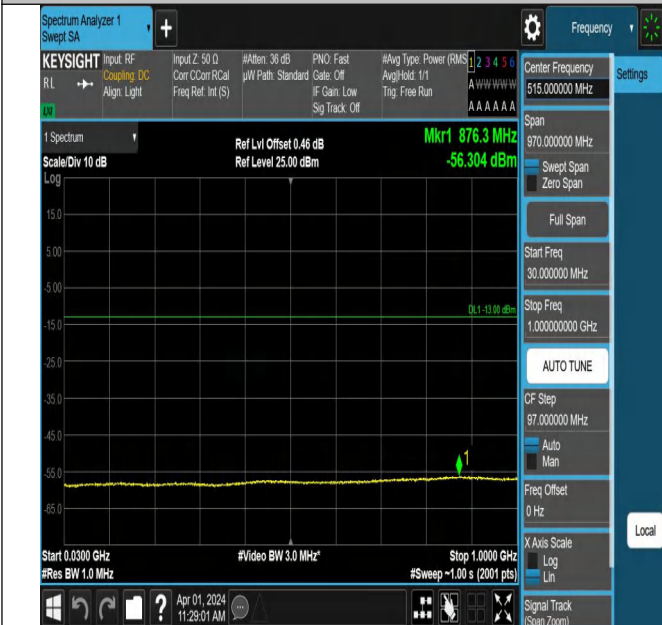 Spectrum Analyzer 1
Swept SA
+
Frequency
KEYSIGHT
RL
LXI
Input: RF
Coupling: DC
Align: Light
Input Z: 50 Ω
Corr CCorr RCal
Freq Ref: Int (S)
#Atten: 36 dB
µW Path: Standard
PNO: Fast
Gate: Off
IF Gain: Low
Sig Track: Off
#Avg Type: Power (RMS
Avg|Hold: 1/1
Trig: Free Run
1 2 3 4 5 6
A W W W W W
A A A A A A
1 Spectrum
Scale/Div 10 dB
Log
Ref Lvl Offset 0.46 dB
Ref Level 25.00 dBm
Mkr1 876.3 MHz
-56.304 dBm
15.0
5.00
-5.00
-15.0
-25.0
-35.0
-45.0
-55.0
-65.0
DL1 -13.00 dBm
1
Start 0.0300 GHz
#Res BW 1.0 MHz
#Video BW 3.0 MHz*
Stop 1.0000 GHz
#Sweep ~1.00 s (2001 pts)
?
Apr 01, 2024
11:29:01 AM
Center Frequency
515.000000 MHz
Settings
Span
970.000000 MHz
Swept Span
Zero Span
Full Span
Start Freq
30.000000 MHz
Stop Freq
1.000000000 GHz
AUTO TUNE
CF Step
97.000000 MHz
Auto
Man
Freq Offset
0 Hz
Local
X Axis Scale
Log
Lin
Signal Track
(Span Zoom)